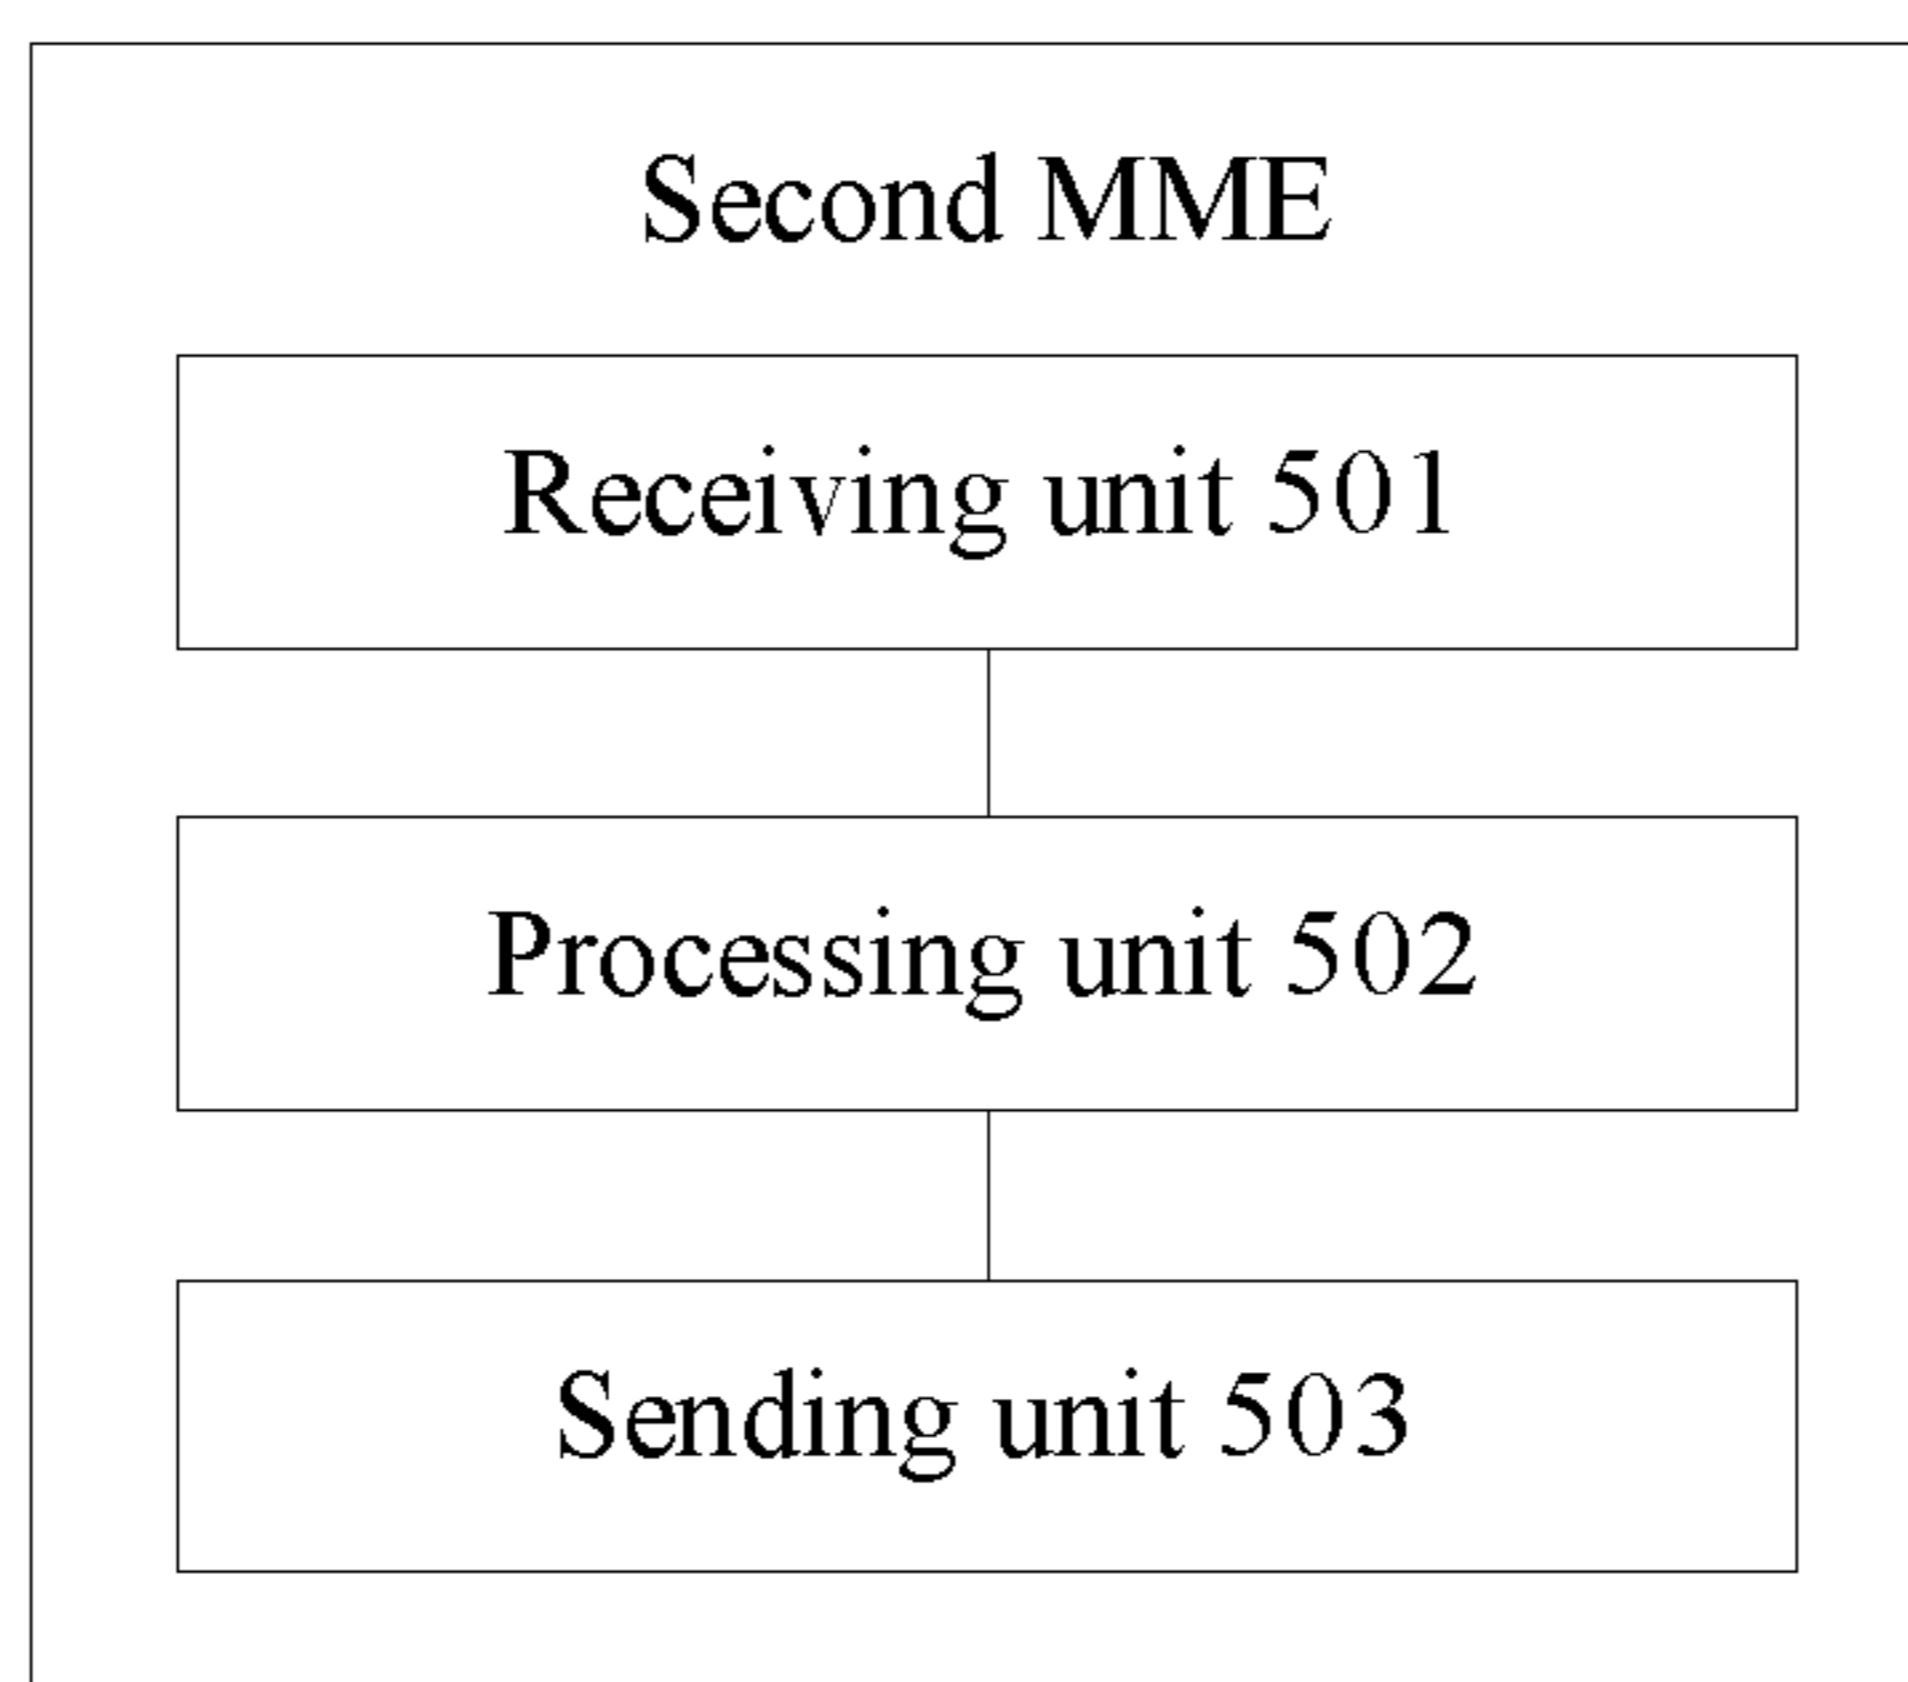 Second MME
Receiving unit 501
Processing unit 502
Sending unit 503